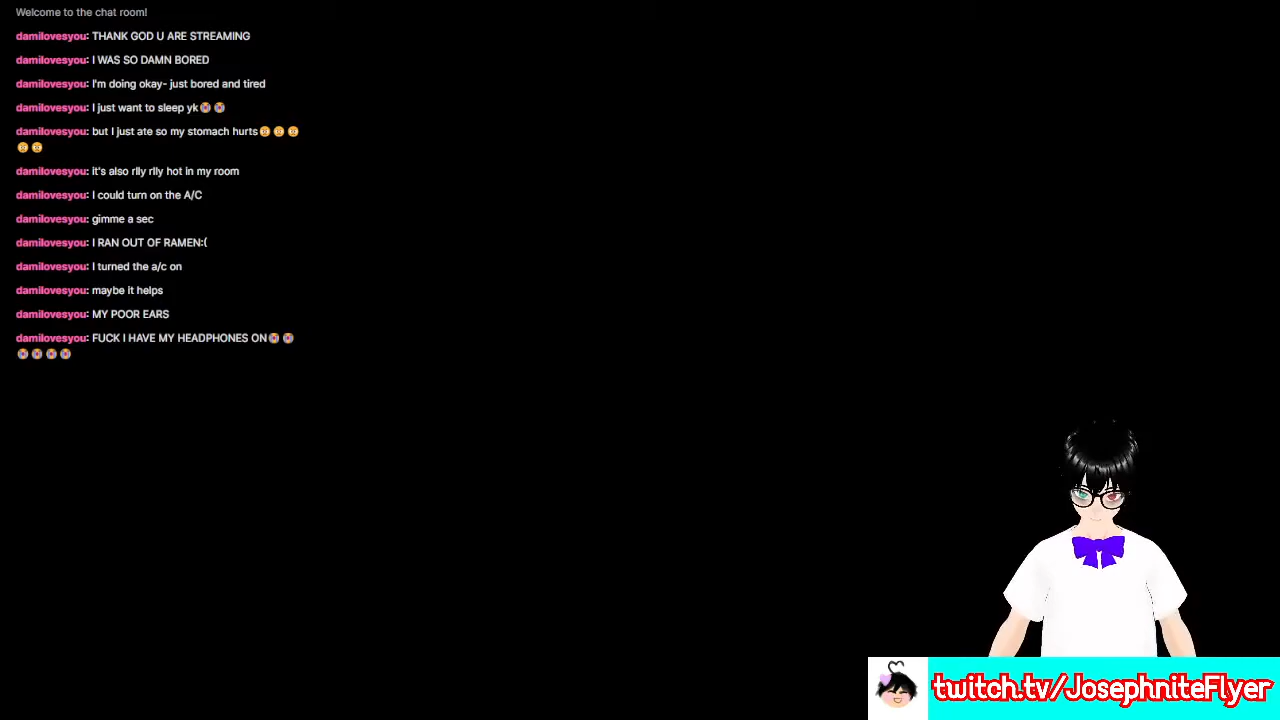 Welcome to the chat room!
damilovesyou: THANK GOD U ARE STREAMING
damilovesyou: I WAS SO DAMN BORED
damilovesyou: I'm doing okay- just bored and tired
damilovesyou: I just want to sleep yk😭😭
damilovesyou: but I just ate so my stomach hurts😳😳😳
😳😳
damilovesyou: it's also rlly rlly hot in my room
damilovesyou: I could turn on the A/C
damilovesyou: gimme a sec
damilovesyou: I RAN OUT OF RAMEN:(
damilovesyou: I turned the a/c on
damilovesyou: maybe it helps
damilovesyou: MY POOR EARS
damilovesyou: FUCK I HAVE MY HEADPHONES ON😭😭
😭😭😭😭
twitch.tv/JosephniteFlyer